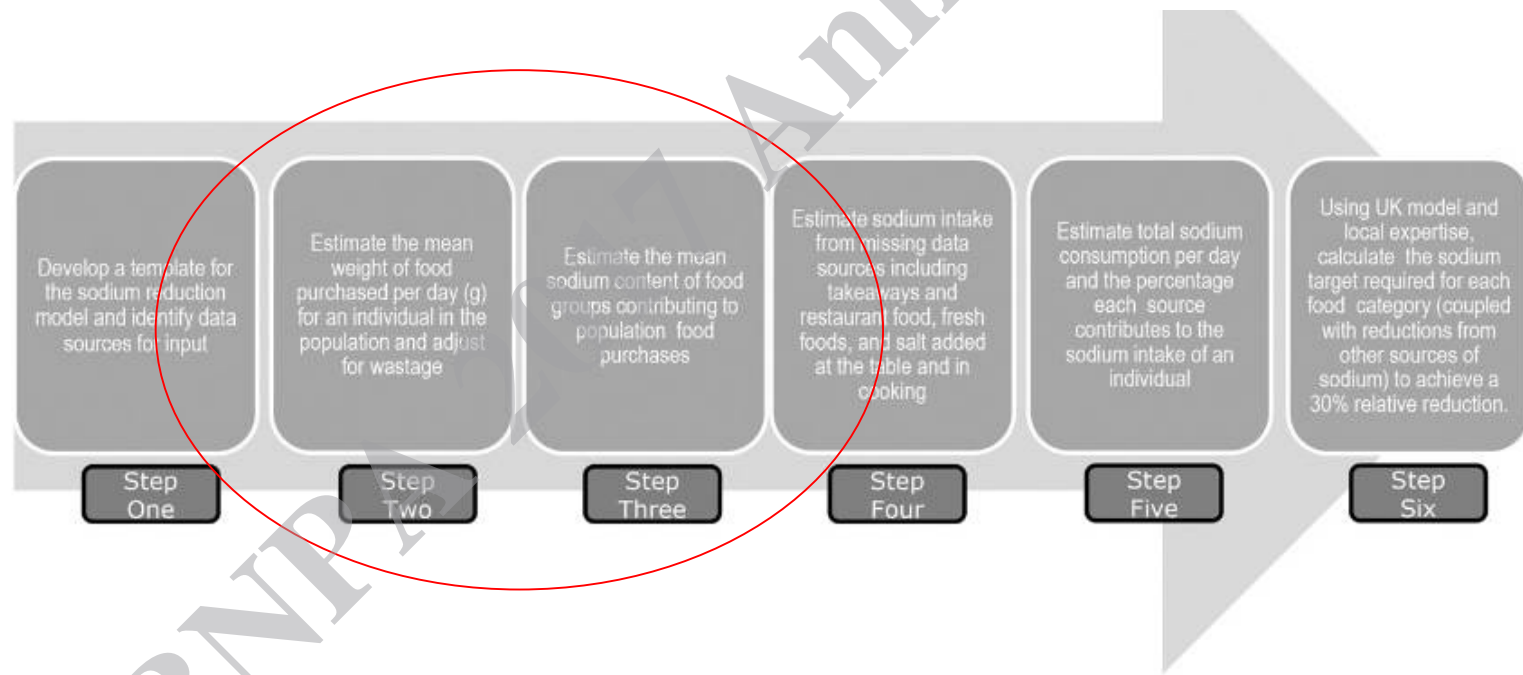 Develop a template for
the sodium reduction
model and identify data
sources for input
Step
One
Estimate the mean
weight of food
purchased per day (g)
for an individual in the
population and adjust
for wastage
Step
Two
Estimate the mean
sodium content of food
groups contributing to
population food
purchases
Step
Three
Estimate sodium intake
from missing data
sources including
takeaways and
restaurant food, fresh
foods, and salt added
at the table and in
cooking
Step
Four
Estimate total sodium
consumption per day
and the percentage
each source
contributes to the
sodium intake of an
individual
Step
Five
Using UK model and
local expertise,
calculate the sodium
target required for each
food category (coupled
with reductions from
other sources of
sodium) to achieve a
30% relative reduction.
Step
Six